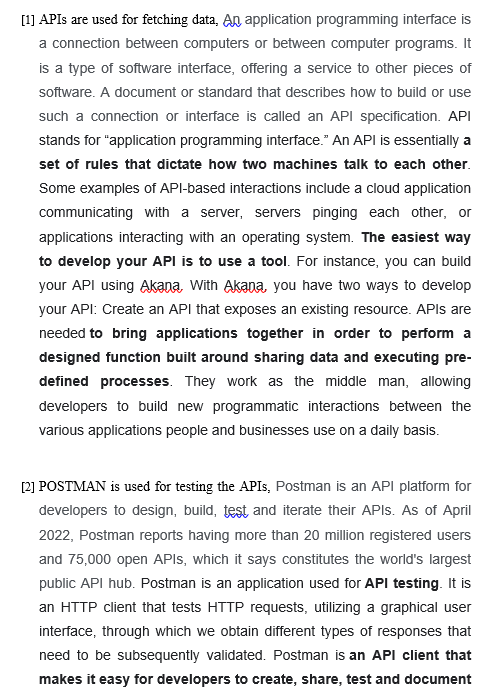 [1] APIs are used for fetching data, An application programming interface is
a connection between computers or between computer programs. It
is a type of software interface, offering a service to other pieces of
software. A document or standard that describes how to build or use
such a connection or interface is called an API specification. API
stands for “application programming interface.” An API is essentially a
set of rules that dictate how two machines talk to each other.
Some examples of API-based interactions include a cloud application
communicating with a server, servers pinging each other, or
applications interacting with an operating system. The easiest way
to develop your API is to use a tool. For instance, you can build
your API using Akana. With Akana, you have two ways to develop
your API: Create an API that exposes an existing resource. APIs are
needed to bring applications together in order to perform a
designed function built around sharing data and executing pre-
defined processes. They work as the middle man, allowing
developers to build new programmatic interactions between the
various applications people and businesses use on a daily basis.
[2] POSTMAN is used for testing the APIs, Postman is an API platform for
developers to design, build, test and iterate their APIs. As of April
2022, Postman reports having more than 20 million registered users
and 75,000 open APIs, which it says constitutes the world's largest
public API hub. Postman is an application used for API testing. It is
an HTTP client that tests HTTP requests, utilizing a graphical user
interface, through which we obtain different types of responses that
need to be subsequently validated. Postman is an API client that
makes it easy for developers to create, share, test and document